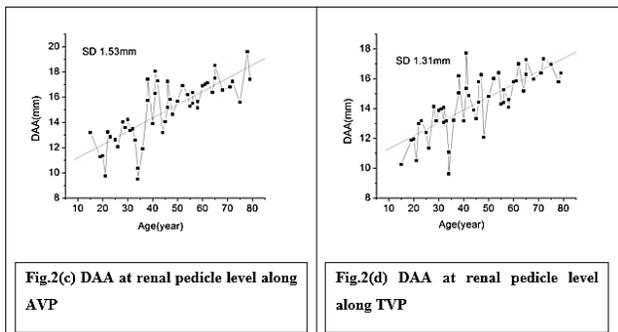 SD 1.53mm
DAA(mm)
20
18
16
14
12
10
8
10 20 30 40 50 60 70 80
Age(year)
Fig.2(c) DAA at renal pedicle level along
AVP
SD 1.31mm
DAA(mm)
18
16
14
12
10
8
10 20 30 40 50 60 70 80
Age(year)
Fig.2(d) DAA at renal pedicle level
along TVP